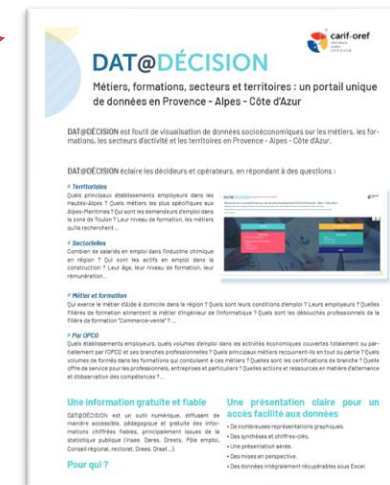 carif-oref
DAT@DÉCISION
Métiers, formations, secteurs et territoires : un portail unique
de données en Provence - Alpes - Côte d'Azur
DAT@DÉCISION est l'outil de visualisation de données socioéconomiques sur les métiers, les for-
mations, les secteurs d'activité et les territoires en Provence - Alpes - Côte d'Azur.
DAT@DÉCISION éclaire les décideurs et opérateurs, en répondant à des questions :
Territoriales
Quels principaux établissements employeurs dans les
Hautes-Alpes ? Quels métiers les plus spécifiques aux
Alpes-Maritimes ? Qui sont les demandeurs d'emploi dans
la zone de Toulon ? Leur niveau de formation, les métiers
qu'ils recherchent...
Sectorielles
Combien de salariés en emploi dans l'industrie chimique
en région ? Qui sont les actifs en emploi dans la
construction ? Leur âge, leur niveau de formation, leur
rémunération...
Métier et formation
Qui exerce le métier d'Aide à domicile dans la région ? Quels sont leurs conditions d'emploi ? Leurs employeurs ? Quelles
filières de formation alimentent le métier d'Ingénieur de l'informatique ? Quels sont les débouchés professionnels de la
filière de formation "Commerce-vente" ?...
Par OPCO
Quels établissements employeurs, quels volumes d'emploi dans les activités économiques couvertes totalement ou par-
tiellement par l'OPCO et ses branches professionnelles ? Quels principaux métiers recourent-ils en tout ou partie ? Quels
volumes de formés dans les formations qui conduisent à ces métiers ? Quelles sont les certifications de branche ? Quelle
offre de service pour les professionnels, entreprises et particuliers ? Quelles actions et ressources en matière d'alternance
et d'observation des compétences ?...
Une information gratuite et fiable
DAT@DÉCISION est un outil numérique, diffusant de
manière accessible, pédagogique et gratuite des infor-
mations chiffrées fiables, principalement issues de la
statistique publique (Insee, Dares, Dreets, Pôle emploi,
Conseil régional, rectorat, Drees, Draaf...).
Pour qui ?
Une présentation claire pour un
accès facilité aux données
• De nombreuses représentations graphiques.
• Des synthèses et chiffres-clés.
• Une présentation aérée.
• Des mises en perspective.
• Des données intégralement récupérables sous Excel.